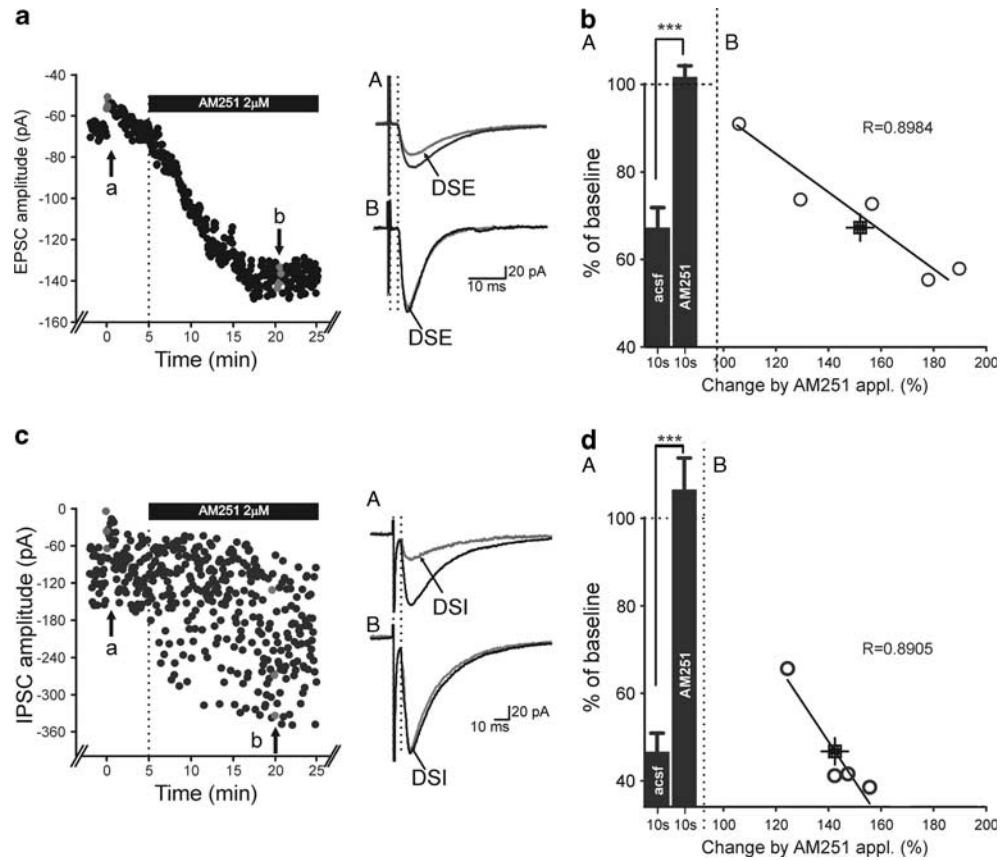 a
EPSC amplitude (pA)
-40
-60
-80
-100
-120
-140
-160
AM251 2µM
a
b
0
5
10
15
20
25
Time (min)
A
DSE
B
DSE
20 pA
10 ms
b
A
B
***
% of baseline
100
80
60
40
acsf
AM251
R=0.8984
10s
10s
100
120
140
160
180
200
Change by AM251 appl. (%)
c
IPSC amplitude (pA)
0
-60
-120
-180
-240
-300
-360
AM251 2µM
a
b
0
5
10
15
20
25
Time (min)
A
DSI
B
DSI
20 pA
10 ms
d
A
B
***
% of baseline
100
80
60
40
acsf
AM251
R=0.8905
10s
10s
100
120
140
160
180
200
Change by AM251 appl. (%)